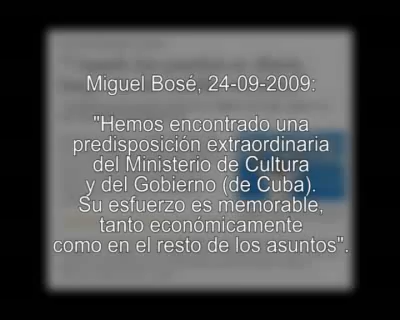 Miguel Bosé, 24-09-2009:
"Hemos encontrado una
predisposición extraordinaria
del Ministerio de Cultura
y del Gobierno (de Cuba).
Su esfuerzo es memorable,
tanto económicamente
como en el resto de los asuntos".